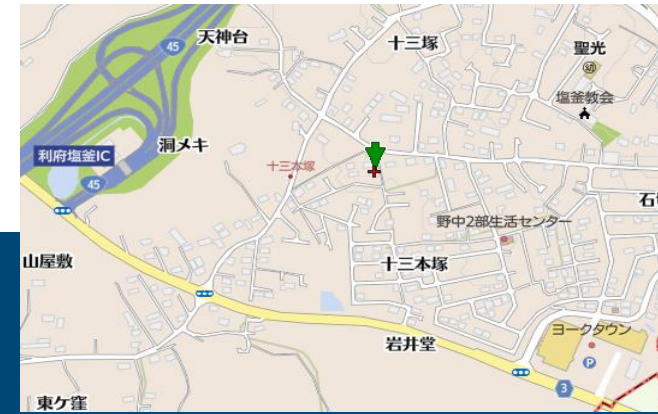 45
天神台
十三塚
聖光
幼
塩釜教会
洞メキ
利府塩釜IC
十三本塚
45
石
野中2部生活センター
山屋敷
十三本塚
ヨークタウン
岩井堂
P
3
東ケ窪